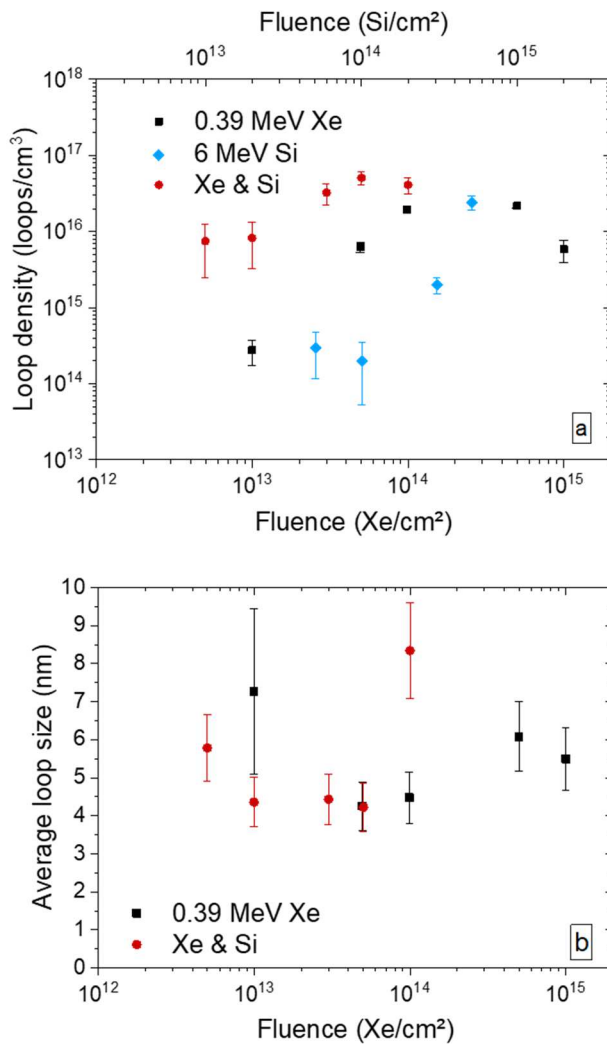 Fluence (Si/cm²)
10¹³ 10¹⁴ 10¹⁵
10¹⁸
10¹⁷
10¹⁶
10¹⁵
10¹⁴
10¹³
Loop density (loops/cm³)
0.39 MeV Xe
6 MeV Si
Xe & Si
a
10¹² 10¹³ 10¹⁴ 10¹⁵
Fluence (Xe/cm²)
10
9
8
7
6
5
4
3
2
1
0
Average loop size (nm)
0.39 MeV Xe
Xe & Si
b
10¹² 10¹³ 10¹⁴ 10¹⁵
Fluence (Xe/cm²)